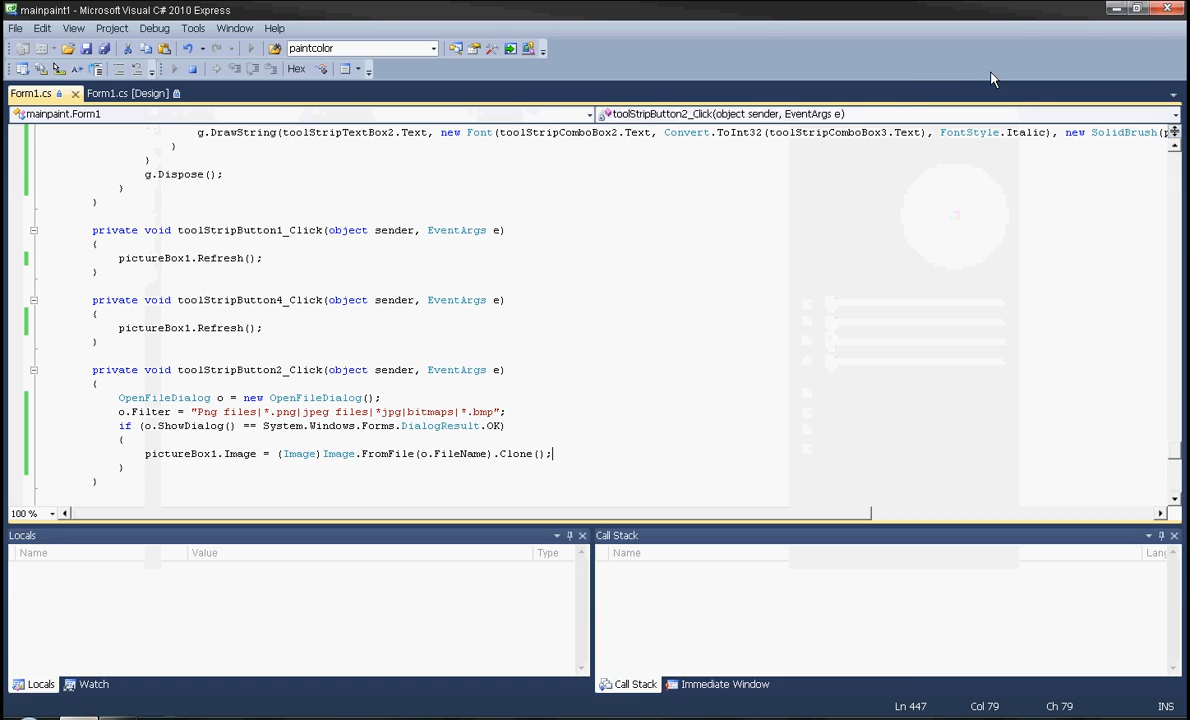 mainpaint1 - Microsoft Visual C# 2010 Express
File Edit View Project Debug Tools Window Help
paintcolor
Hex
Form1.cs Form1.cs [Design]
mainpaint.Form1 toolStripButton2_Click(object sender, EventArgs e)
g.DrawString(toolStripTextBox2.Text, new Font(toolStripComboBox2.Text, Convert.ToInt32(toolStripComboBox3.Text), FontStyle.Italic), new SolidBrush(
}
}
g.Dispose();
}
}
private void toolStripButton1_Click(object sender, EventArgs e)
{
pictureBox1.Refresh();
}
private void toolStripButton4_Click(object sender, EventArgs e)
{
pictureBox1.Refresh();
}
private void toolStripButton2_Click(object sender, EventArgs e)
{
OpenFileDialog o = new OpenFileDialog();
o.Filter = "Png files|*.png|jpeg files|*jpg|bitmaps|*.bmp";
if (o.ShowDialog() == System.Windows.Forms.DialogResult.OK)
{
pictureBox1.Image = (Image)Image.FromFile(o.FileName).Clone();
}
}
100 %
Locals Call Stack
Name Value Type Name Lang
Locals Watch Call Stack Immediate Window
Ln 447 Col 79 Ch 79 INS